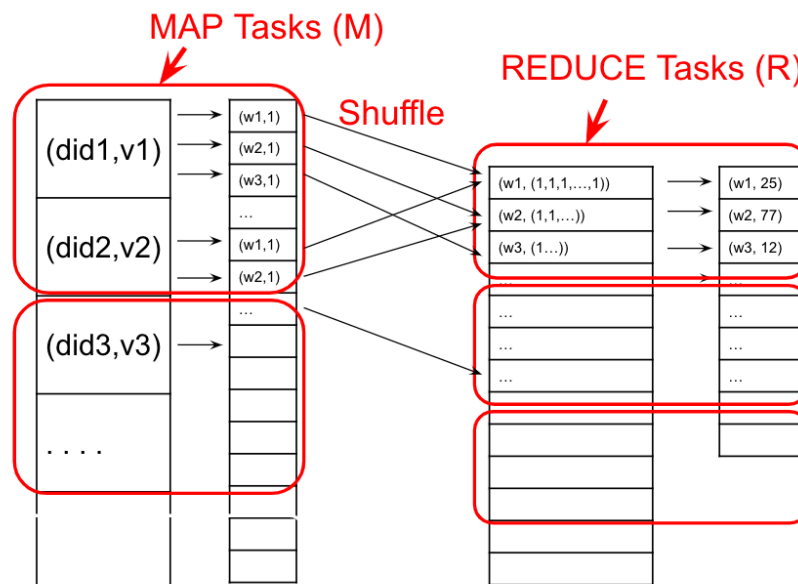 MAP Tasks (M)
REDUCE Tasks (R)
Shuffle
(did1,v1)
(did2,v2)
(did3,v3)
. . . .
(w1,1)
(w2,1)
(w3,1)
...
(w1,1)
(w2,1)
...
(w1, (1,1,1,...,1))
(w2, (1,1,...))
(w3, (1...))
...
...
...
...
(w1, 25)
(w2, 77)
(w3, 12)
...
...
...
...